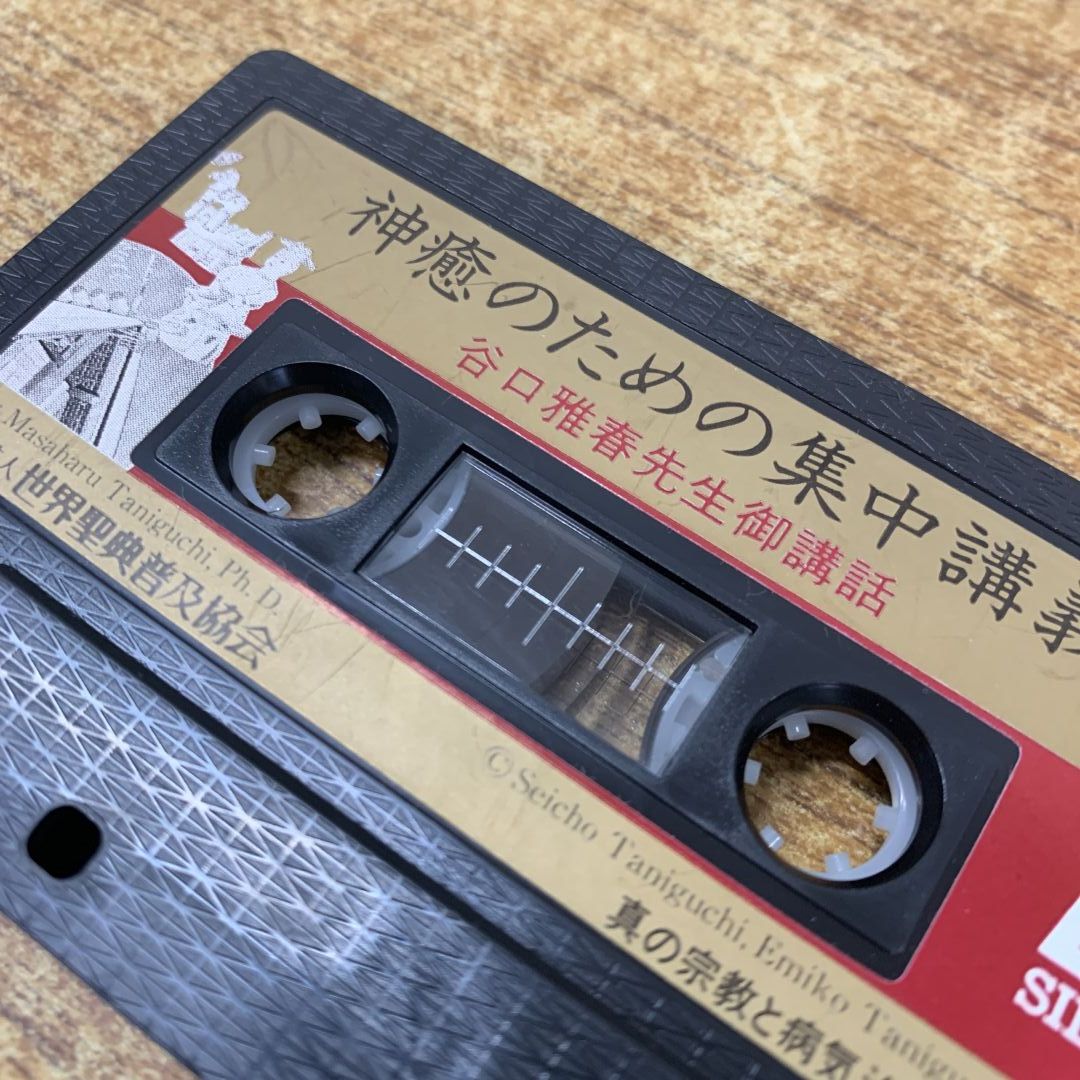 神癒のための集中講義
谷口雅春先生御講話
Masaharu Taniguchi, Ph. D.
人世界聖典普及協会
©Seicho Taniguchi, Emiko
真の宗教と病気